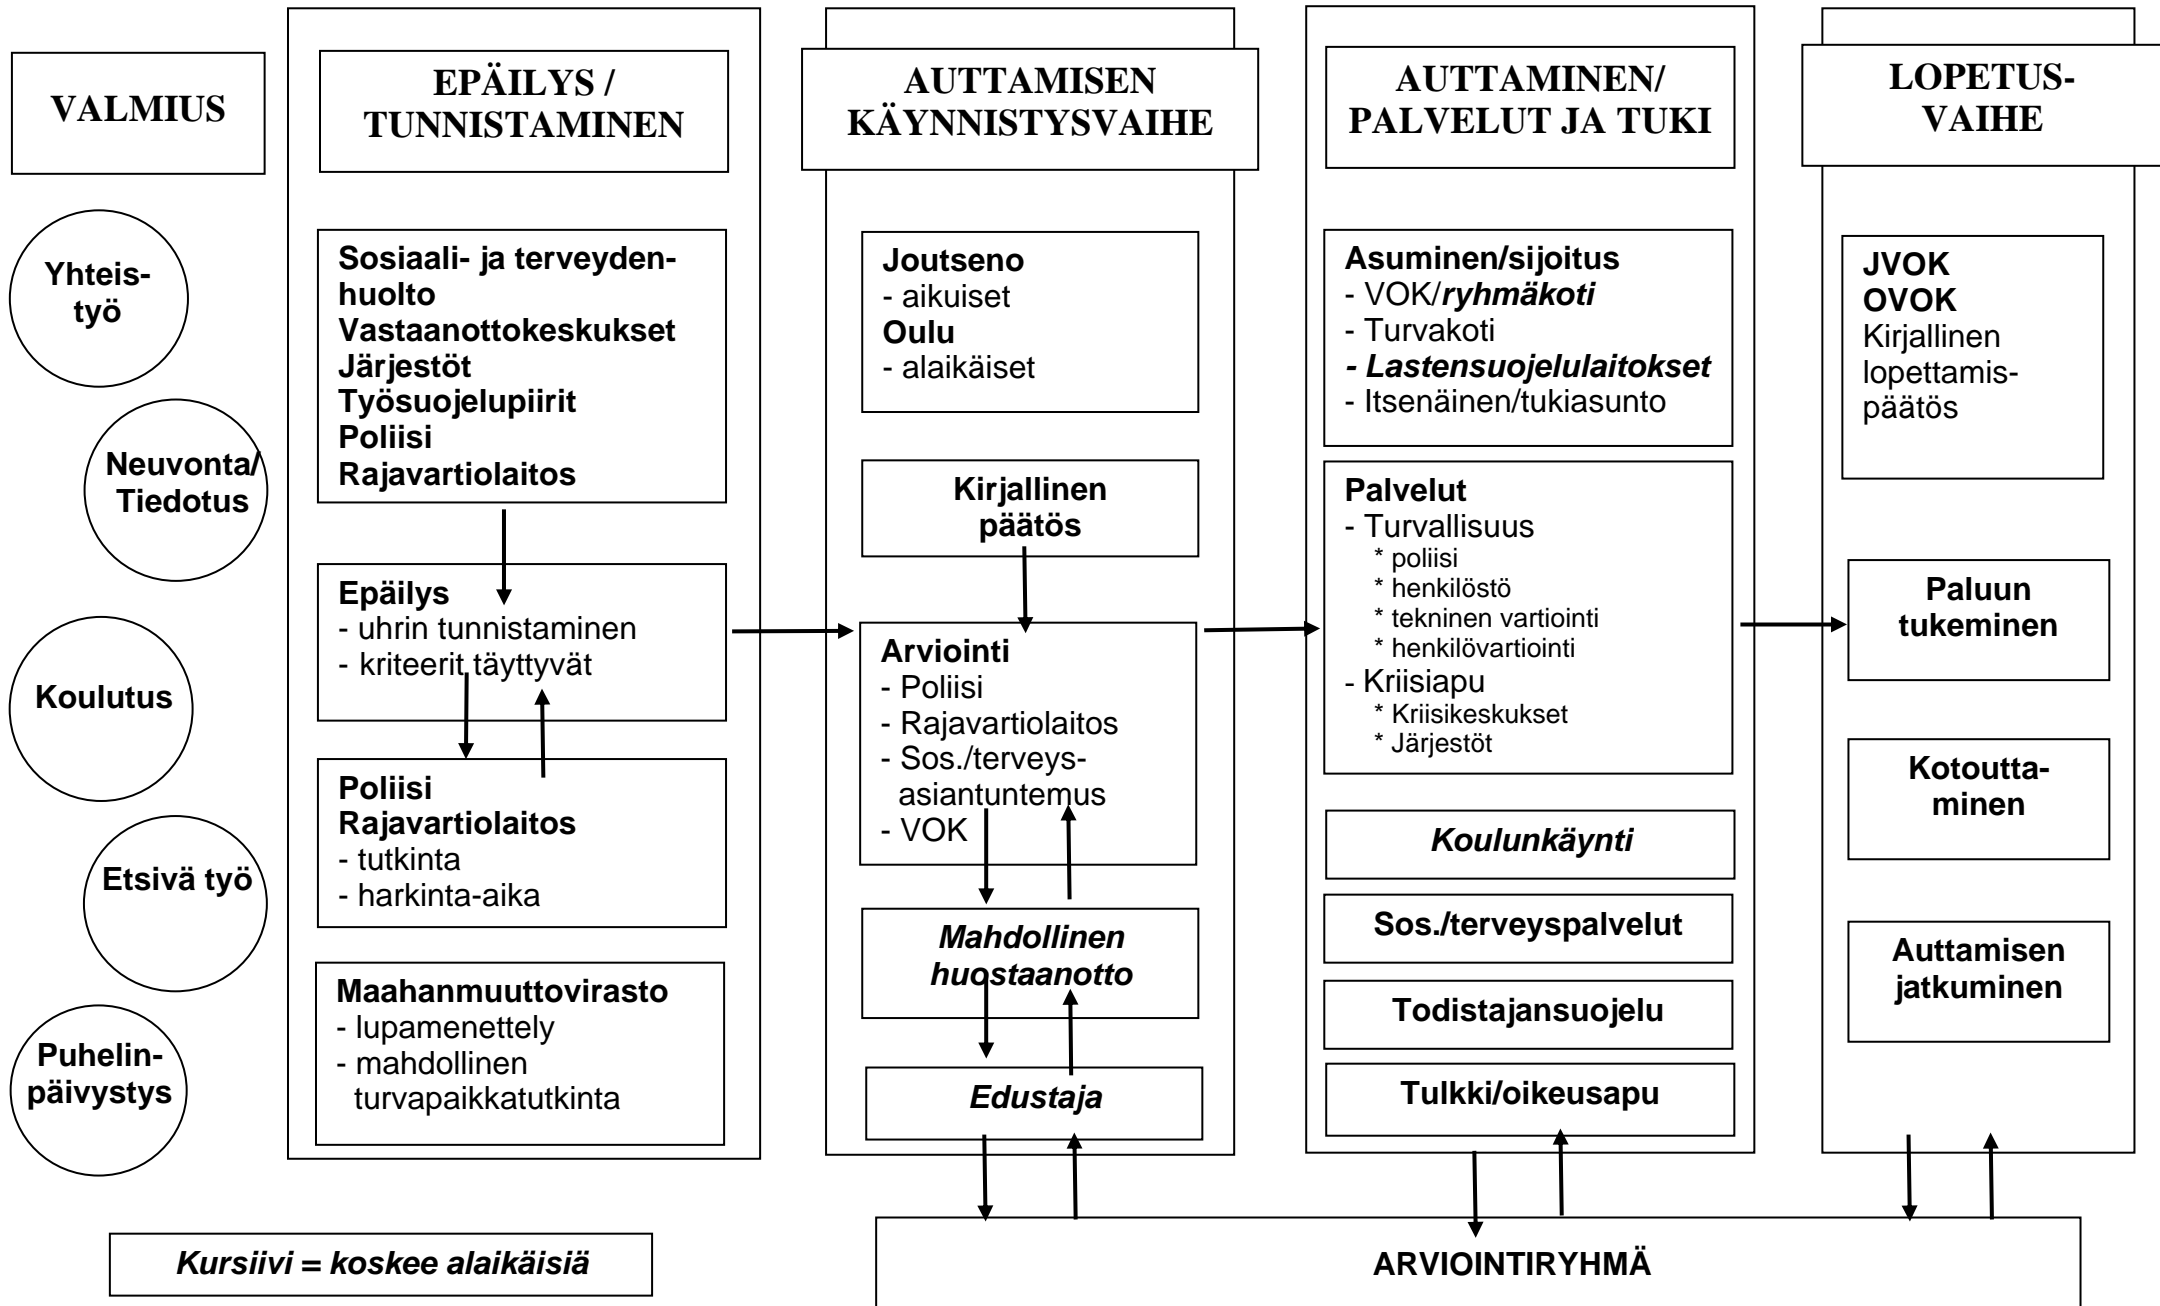 VALMIUS
Yhteis-
työ
Neuvonta/
Tiedotus
Koulutus
Etsivä työ
Puhelin-
päivystys
EPÄILYS /
TUNNISTAMINEN
Sosiaali- ja terveyden-
huolto
Vastaanottokeskukset
Järjestöt
Työsuojelupiirit
Poliisi
Rajavartiolaitos
Epäilys
- uhrin tunnistaminen
- kriteerit täyttyvät
Poliisi
Rajavartiolaitos
- tutkinta
- harkinta-aika
Maahanmuuttovirasto
- lupamenettely
- mahdollinen
turvapaikkatutkinta
AUTTAMISEN
KÄYNNISTYSVAIHE
Joutseno
- aikuiset
Oulu
- alaikäiset
Kirjallinen
päätös
Arviointi
- Poliisi
- Rajavartiolaitos
- Sos./terveys-
asiantuntemus
- VOK
Mahdollinen
huostaanotto
Edustaja
AUTTAMINEN/
PALVELUT JA TUKI
Asuminen/sijoitus
- VOK/ryhmäkoti
- Turvakoti
- Lastensuojelulaitokset
- Itsenäinen/tukiasunto
Palvelut
- Turvallisuus
* poliisi
* henkilöstö
* tekninen vartiointi
* henkilövartiointi
- Kriisiapu
* Kriisikeskukset
* Järjestöt
Koulunkäynti
Sos./terveyspalvelut
Todistajansuojelu
Tulkki/oikeusapu
LOPETUS-
VAIHE
JVOK
OVOK
Kirjallinen
lopettamis-
päätös
Paluun
tukeminen
Kotoutta-
minen
Auttamisen
jatkuminen
Kursiivi = koskee alaikäisiä
ARVIOINTIRYHMÄ